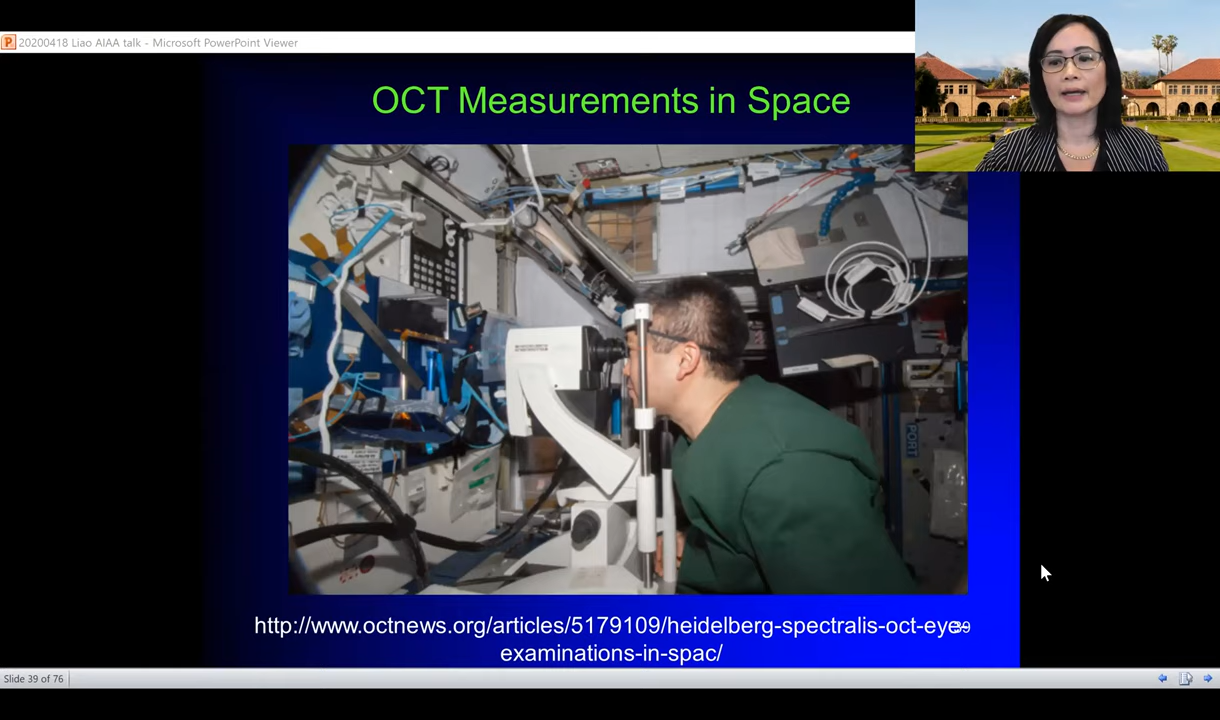 20200418 Liao AIAA talk - Microsoft PowerPoint Viewer
OCT Measurements in Space
PORT
http://www.octnews.org/articles/5179109/heidelberg-spectralis-oct-eye-
examinations-in-spac/
39
Slide 39 of 76